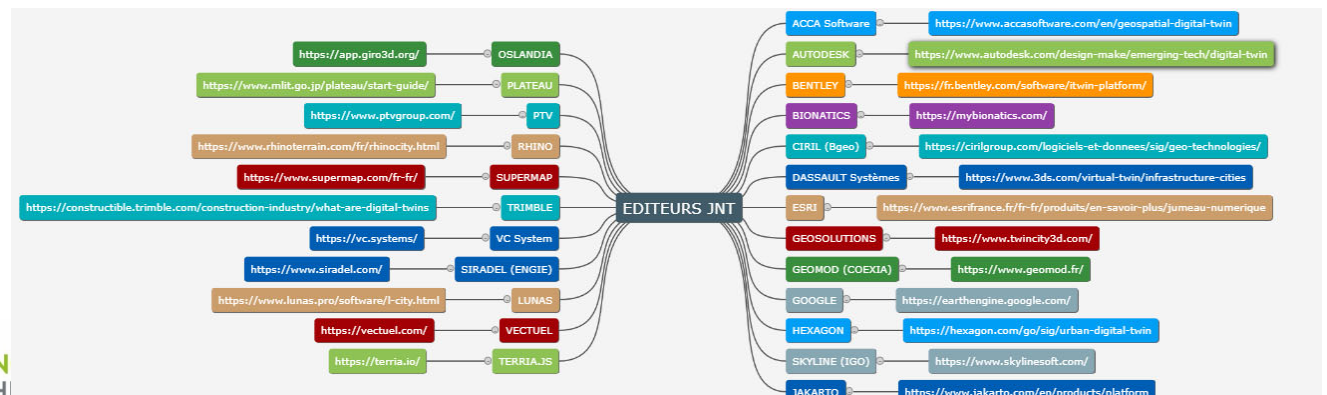 ACCA Software https://www.accasoftware.com/en/geospatial-digital-twin
https://app.giro3d.org/ OSLANDIA
AUTODESK https://www.autodesk.com/design-make/emerging-tech/digital-twin
https://www.mlit.go.jp/plateau/start-guide/ PLATEAU
BENTLEY https://fr.bentley.com/software/itwin-platform/
https://www.ptvgroup.com/ PTV
BIONATICS https://mybionatics.com/
https://www.rhinoterrain.com/fr/rhinocity.html RHINO
CIRIL (Bgeo) https://cirilgroup.com/logiciels-et-donnees/sig/geo-technologies/
https://www.supermap.com/fr-fr/ SUPERMAP
DASSAULT Systèmes https://www.3ds.com/virtual-twin/infrastructure-cities
https://constructible.trimble.com/construction-industry/what-are-digital-twins TRIMBLE
EDITEURS JNT
ESRI https://www.esrifrance.fr/fr-fr/produits/en-savoir-plus/jumeau-numerique
https://vc.systems/ VC System
GEOSOLUTIONS https://www.twincity3d.com/
https://www.siradel.com/ SIRADEL (ENGIE)
GEOMOD (COEXIA) https://www.geomod.fr/
https://www.lunas.pro/software/l-city.html LUNAS
GOOGLE https://earthengine.google.com/
https://vectuel.com/ VECTUEL
HEXAGON https://hexagon.com/go/sig/urban-digital-twin
https://terria.io/ TERRIA.JS
SKYLINE (IGO) https://www.skylinesoft.com/
JAKARTO https://www.jakarto.com/en/products/platform